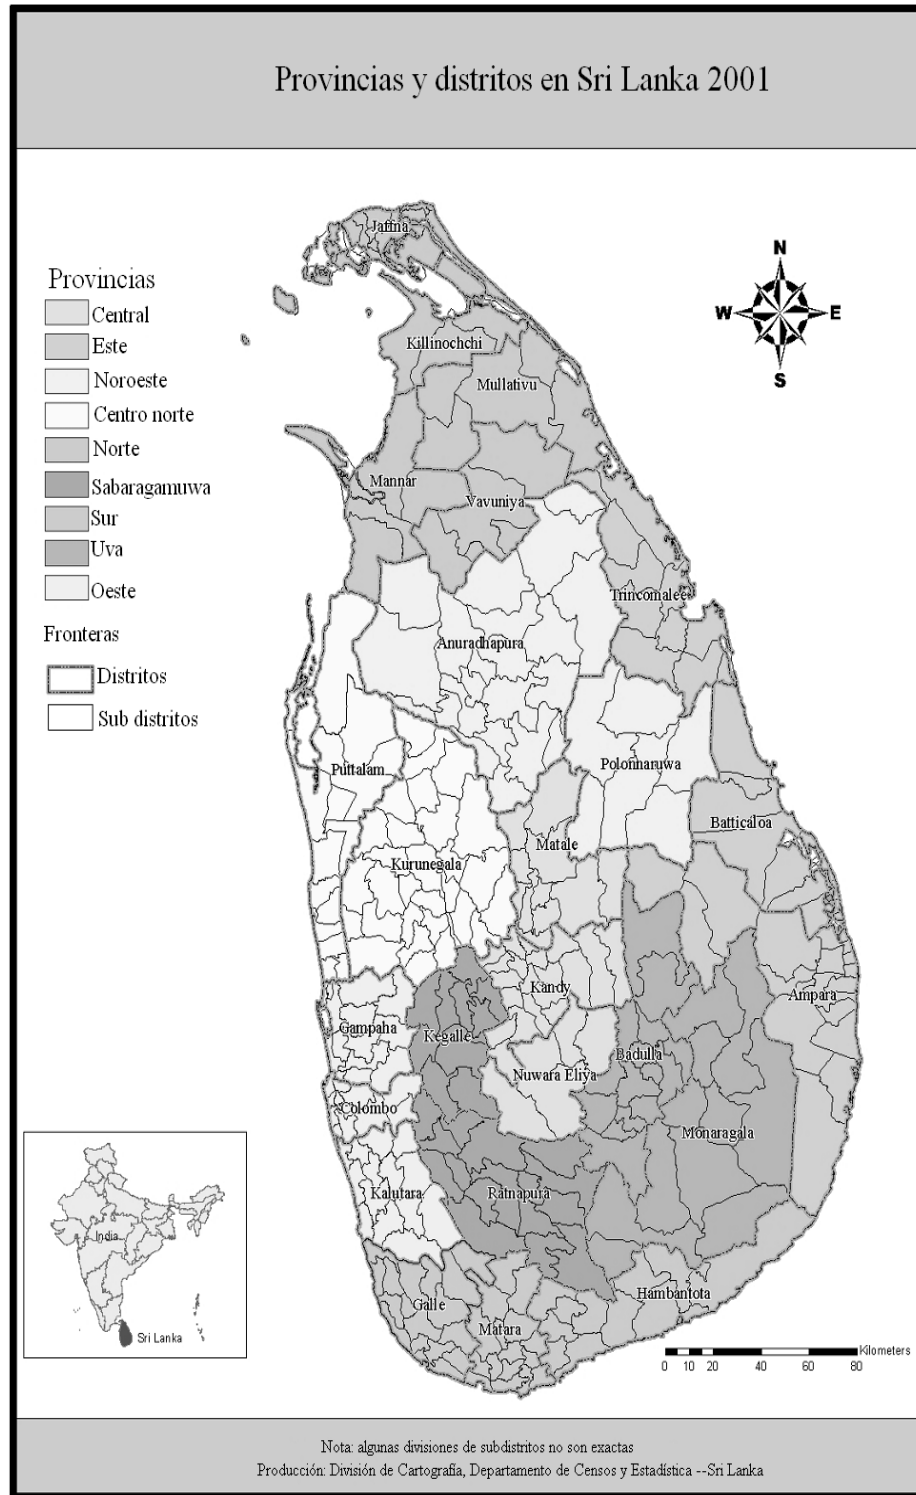 Provincias y distritos en Sri Lanka 2001
Jaffna
N
W
E
S
Provincias
Central
Este
Noroeste
Centro norte
Norte
Sabaragamuwa
Sur
Uva
Oeste
Fronteras
Distritos
Sub distritos
Killinochchi
Mullativu
Mannar
Vavuniya
Trincomalee
Anuradhapura
Puttalam
Polonnaruwa
Batticaloa
Matale
Kurunegala
Kandy
Ampara
Gampaha
Kegalle
Badulla
Nuwara Eliya
Colombo
Monaragala
Kalutara
Ratnapura
Hambantota
Galle
Matara
India
Sri Lanka
Kilometers
0 5 10 20 40 60 80
Nota: algunas divisiones de subdistritos no son exactas
Producción: División de Cartografía, Departamento de Censos y Estadística --Sri Lanka